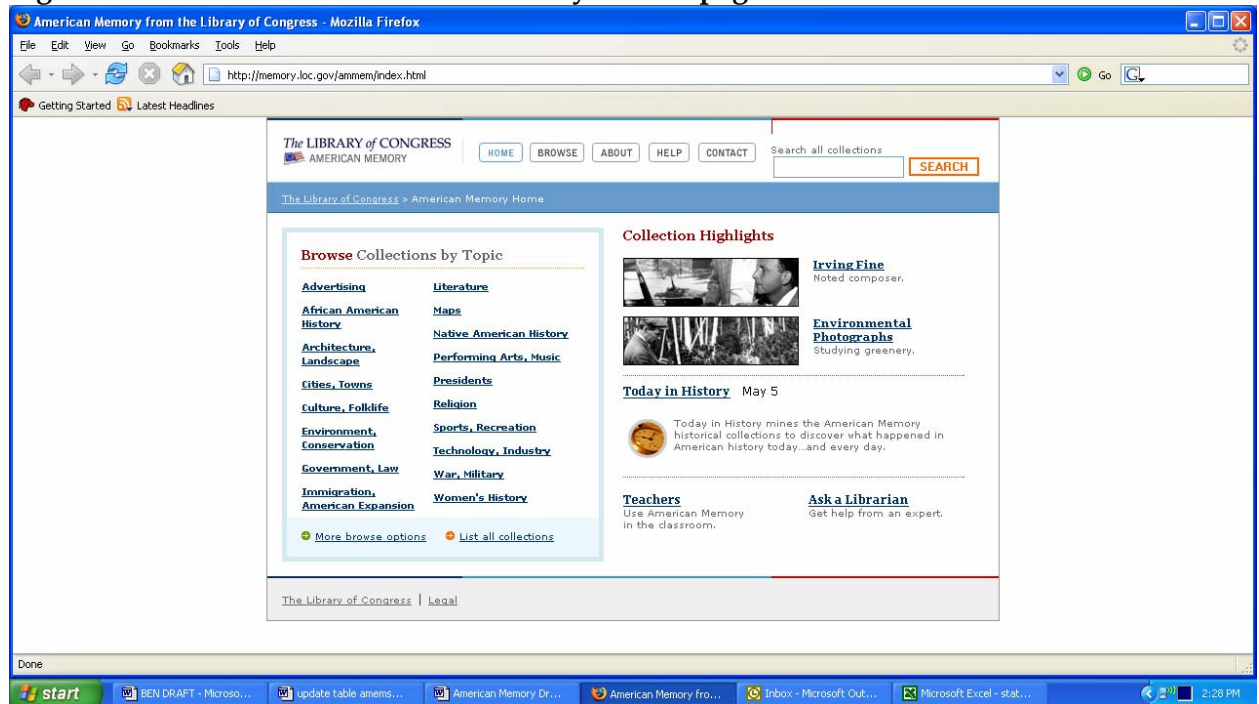 American Memory from the Library of Congress - Mozilla Firefox
File Edit View Go Bookmarks Tools Help
http://memory.loc.gov/ammem/index.html
Go
G
Getting Started
Latest Headlines
The LIBRARY of CONGRESS
AMERICAN MEMORY
HOME
BROWSE
ABOUT
HELP
CONTACT
Search all collections
SEARCH
The Library of Congress > American Memory Home
Browse Collections by Topic
Advertising
African American
History
Architecture,
Landscape
Cities, Towns
Culture, Folklife
Environment,
Conservation
Government, Law
Immigration,
American Expansion
Literature
Maps
Native American History
Performing Arts, Music
Presidents
Religion
Sports, Recreation
Technology, Industry
War, Military
Women's History
More browse options
List all collections
Collection Highlights
Irving Fine
Noted composer.
Environmental
Photographs
Studying greenery.
Today in History May 5
Today in History mines the American Memory
historical collections to discover what happened in
American history today...and every day.
Teachers
Use American Memory
in the classroom.
Ask a Librarian
Get help from an expert.
The Library of Congress | Legal
Done
start
BEN DRAFT - Microso...
update table amems...
American Memory Dr...
American Memory fro...
Inbox - Microsoft Out...
Microsoft Excel - stat...
2:28 PM